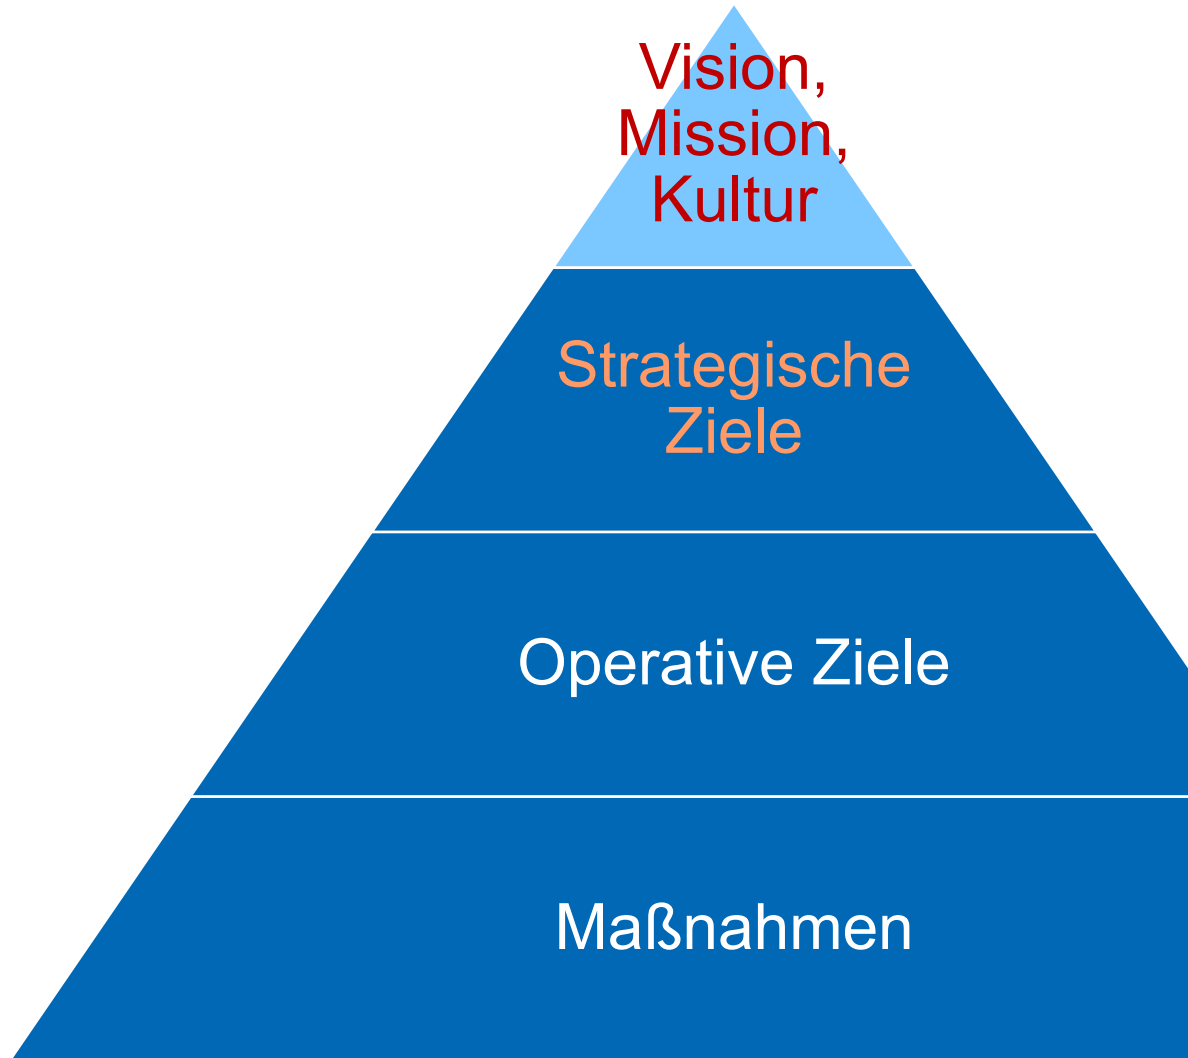 Vision,
Mission,
Kultur
Strategische
Ziele
Operative Ziele
Maßnahmen